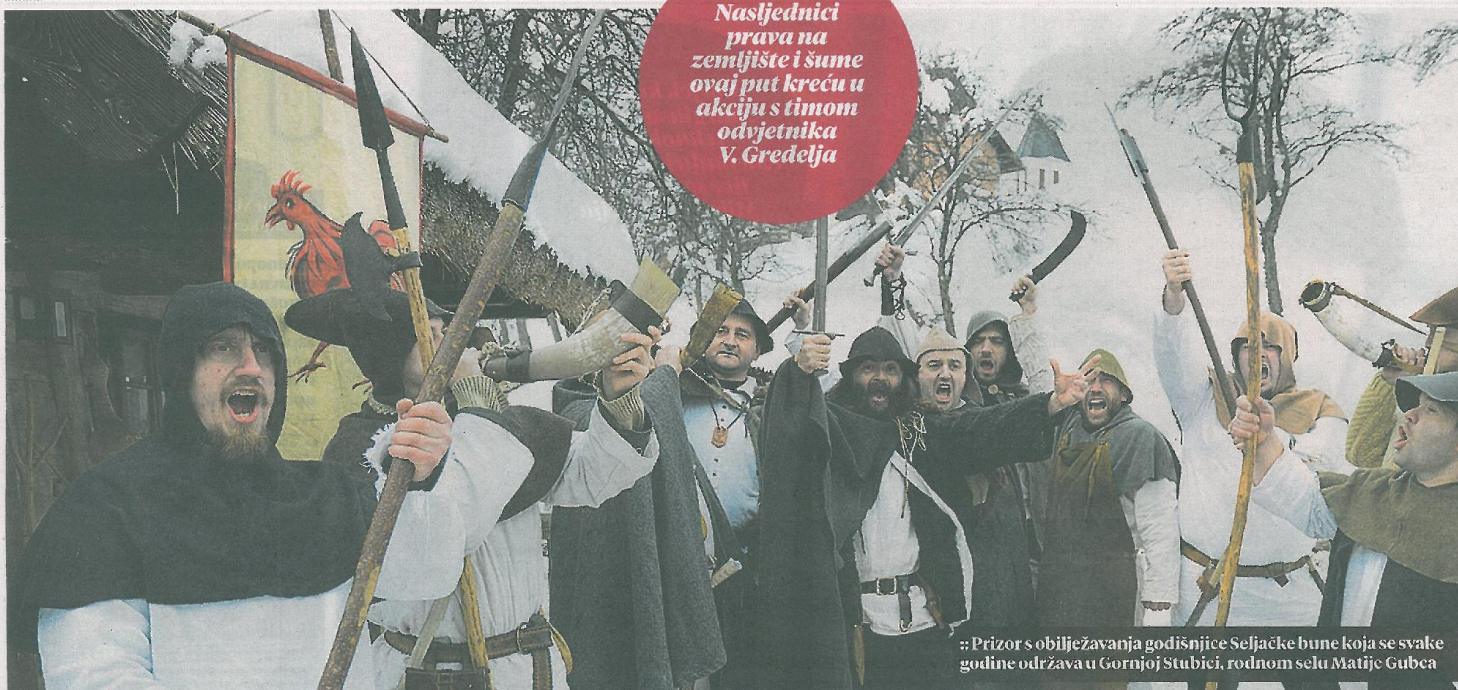 Nasljednici
prava na
zemljište i šume
ovaj put kreću u
akciju s timom
odvjetnika
V. Gredelja
:: Prizor s obilježavanja godišnjice Seljačke bune koja se svake
godine održava u Gornjoj Stubici, rodnom selu Matije Gubca